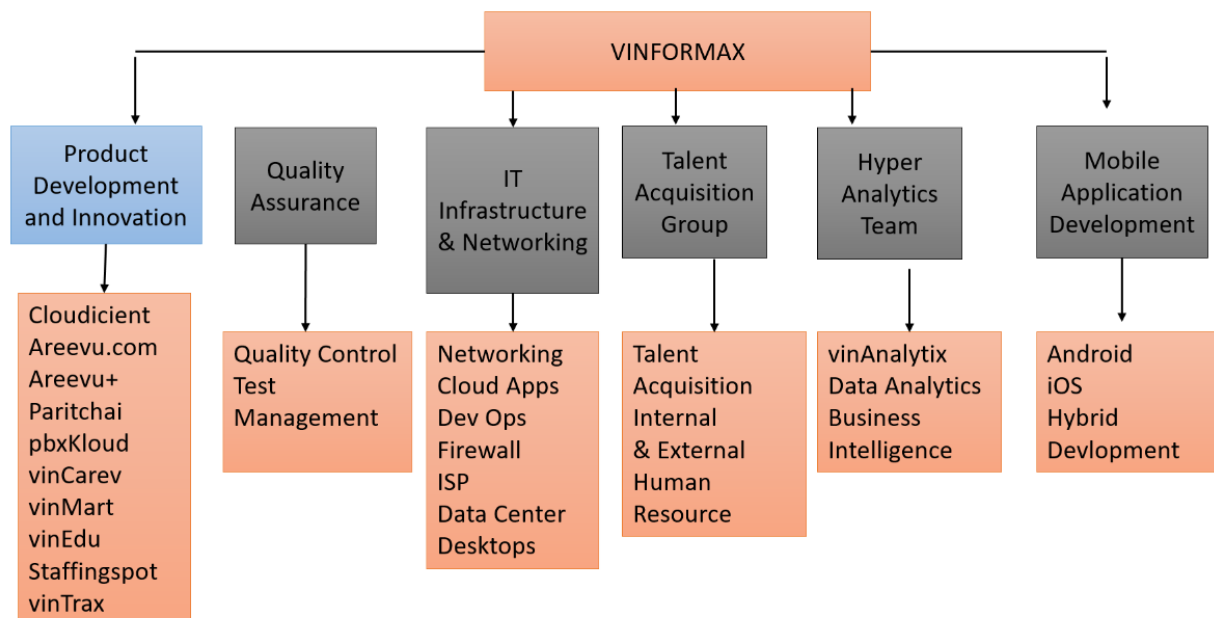 VINFORMAX
Product
Development
and Innovation
Quality
Assurance
IT
Infrastructure
& Networking
Talent
Acquisition
Group
Hyper
Analytics
Team
Mobile
Application
Development
Cloudicient
Areevu.com
Areevu+
Paritchai
pbxKloud
vinCarev
vinMart
vinEdu
Staffingspot
vinTrax
Quality Control
Test
Management
Networking
Cloud Apps
Dev Ops
Firewall
ISP
Data Center
Desktops
Talent
Acquisition
Internal
& External
Human
Resource
vinAnalytix
Data Analytics
Business
Intelligence
Android
iOS
Hybrid
Devlopment